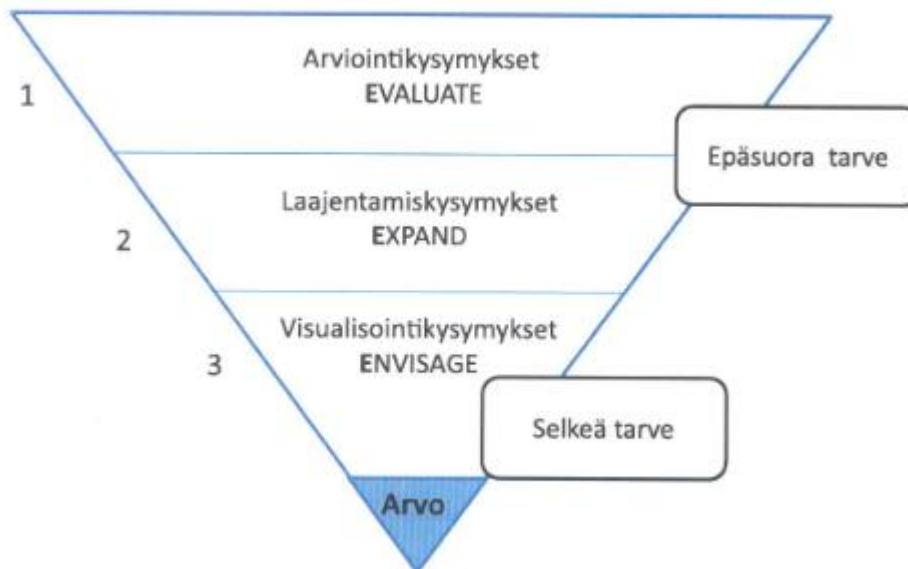 Arviointikysymykset
EVALUATE
1
Epäsuora tarve
Laajentamiskysymykset
EXPAND
2
Visualisointikysymykset
ENVISAGE
3
Selkeä tarve
Arvo